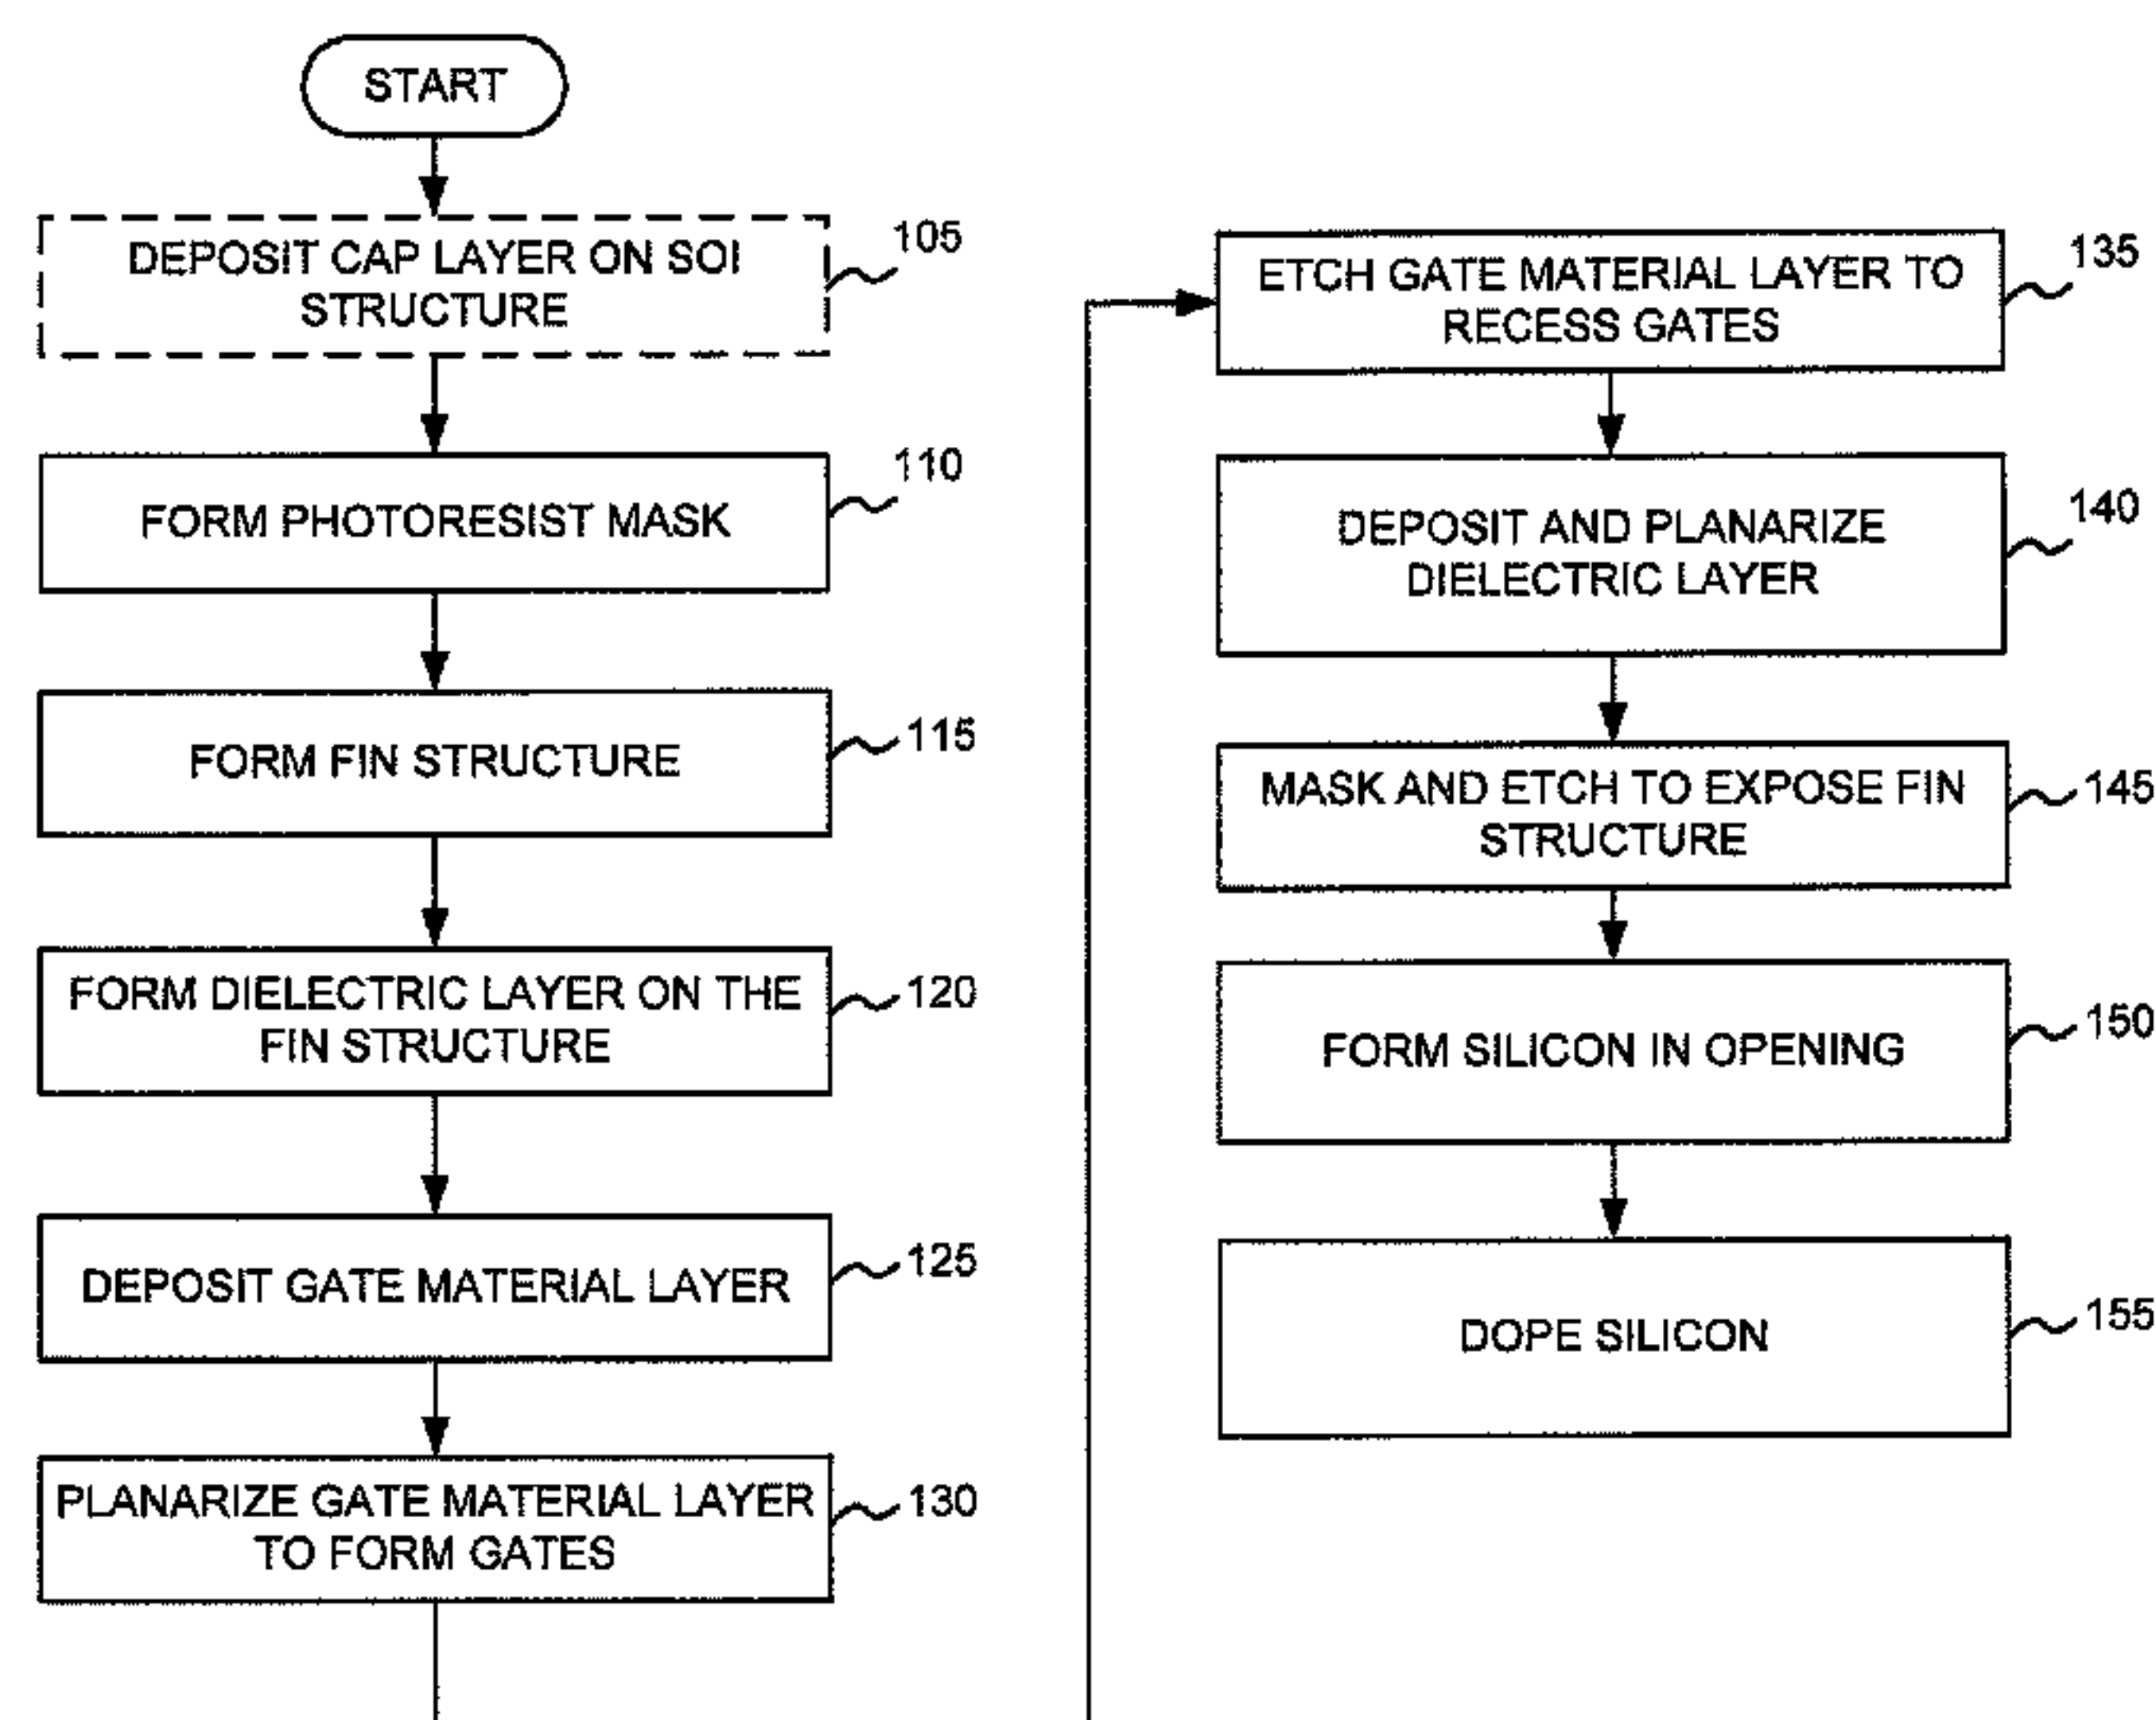 START
DEPOSIT CAP LAYER ON SOI
STRUCTURE
105
FORM PHOTORESIST MASK
110
FORM FIN STRUCTURE
115
FORM DIELECTRIC LAYER ON THE
FIN STRUCTURE
120
DEPOSIT GATE MATERIAL LAYER
125
PLANARIZE GATE MATERIAL LAYER
TO FORM GATES
130
ETCH GATE MATERIAL LAYER TO
RECESS GATES
135
DEPOSIT AND PLANARIZE
DIELECTRIC LAYER
140
MASK AND ETCH TO EXPOSE FIN
STRUCTURE
145
FORM SILICON IN OPENING
150
DOPE SILICON
155